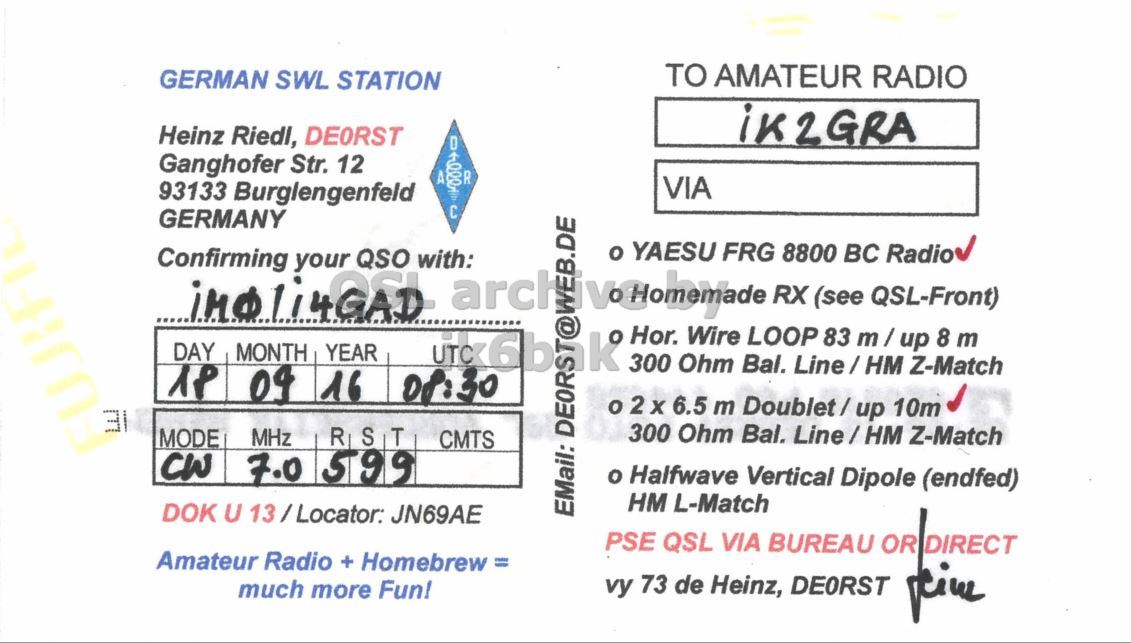 GERMAN SWL STATION
Heinz Riedl, DE0RST
Ganghofer Str. 12
93133 Burglengenfeld
GERMANY
D
A R
C
Confirming your QSO with:
iMØ/i4GAD
DAY MONTH YEAR UTC
18 09 16 08:30
MODE MHz R S T CMTS
CW 7.0 5 9 9
DOK U 13 / Locator: JN69AE
Amateur Radio + Homebrew =
much more Fun!
EMail: DE0RST@WEB.DE
TO AMATEUR RADIO
iK2GRA
VIA
o YAESU FRG 8800 BC Radio ✓
o Homemade RX (see QSL-Front)
o Hor. Wire LOOP 83 m / up 8 m
300 Ohm Bal. Line / HM Z-Match
o 2 x 6.5 m Doublet / up 10m ✓
300 Ohm Bal. Line / HM Z-Match
o Halfwave Vertical Dipole (endfed)
HM L-Match
PSE QSL VIA BUREAU OR DIRECT
vy 73 de Heinz, DE0RST
QSL archive by
ik6bak